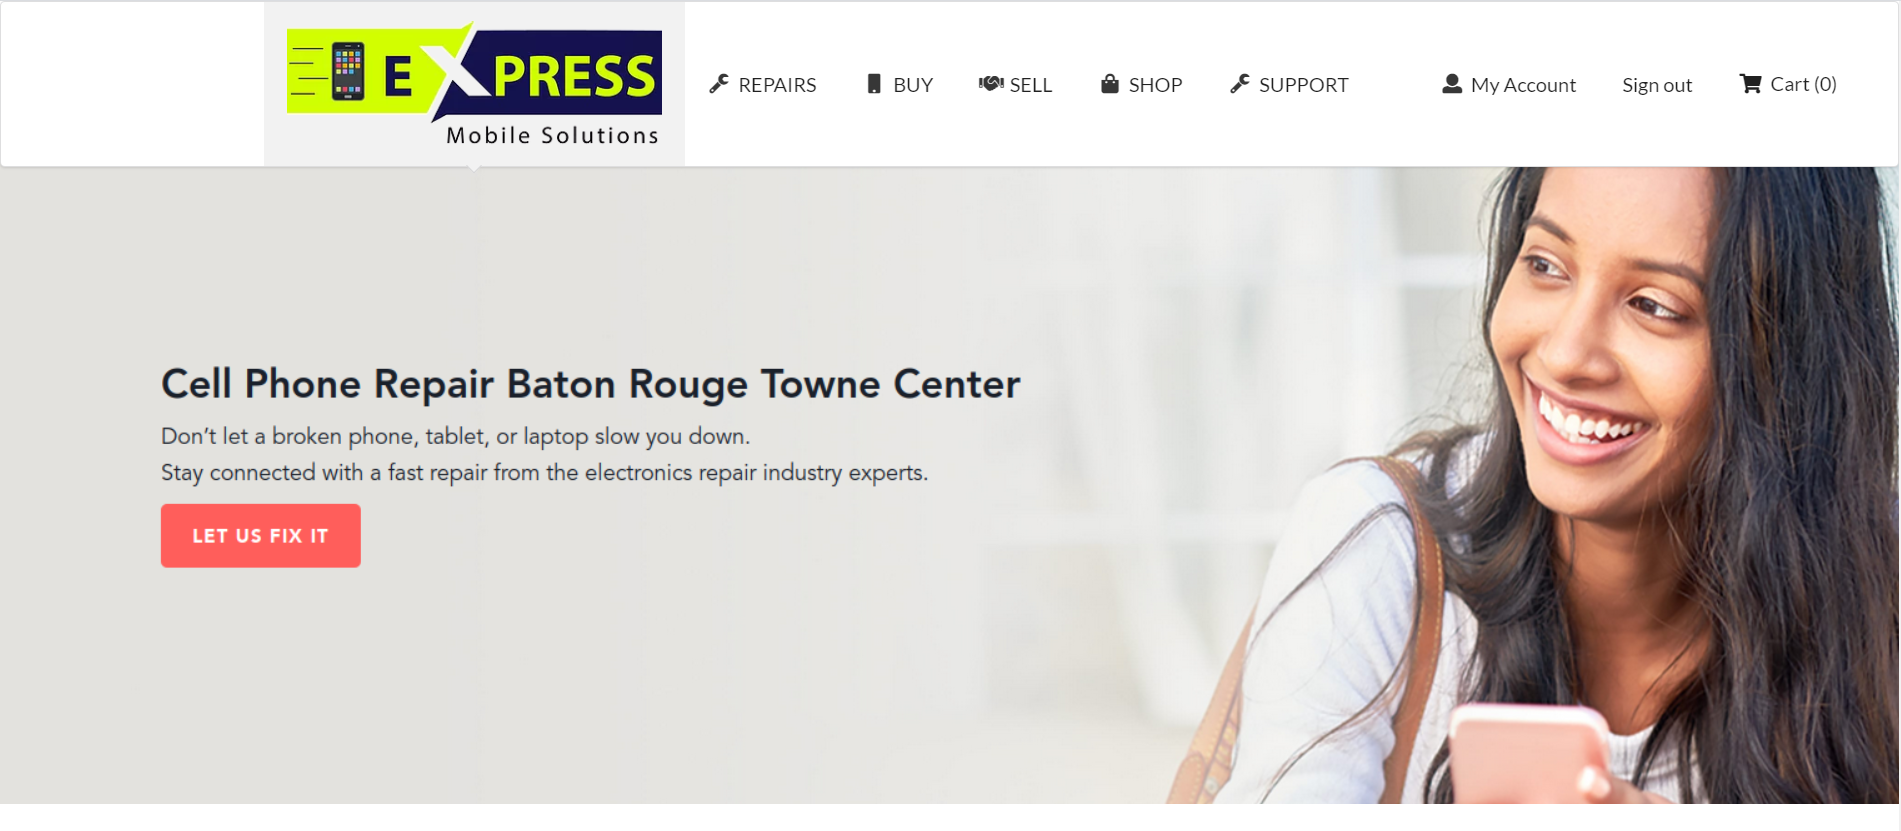 EXPRESS
Mobile Solutions
REPAIRS
BUY
SELL
SHOP
SUPPORT
My Account
Sign out
Cart (0)
Cell Phone Repair Baton Rouge Towne Center
Don’t let a broken phone, tablet, or laptop slow you down.
Stay connected with a fast repair from the electronics repair industry experts.
LET US FIX IT